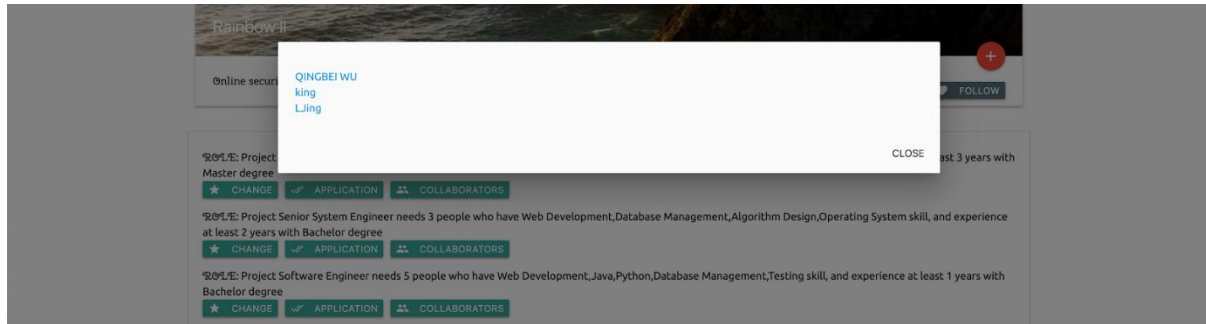 Rainbow II
QINGBEI WU
king
LJing
Online securi
FOLLOW
CLOSE
ROLE: Project
ast 3 years with
Master degree
CHANGE APPLICATION COLLABORATORS
ROLE: Project Senior System Engineer needs 3 people who have Web Development,Database Management,Algorithm Design,Operating System skill, and experience
at least 2 years with Bachelor degree
CHANGE APPLICATION COLLABORATORS
ROLE: Project Software Engineer needs 5 people who have Web Development,Java,Python,Database Management,Testing skill, and experience at least 1 years with
Bachelor degree
CHANGE APPLICATION COLLABORATORS